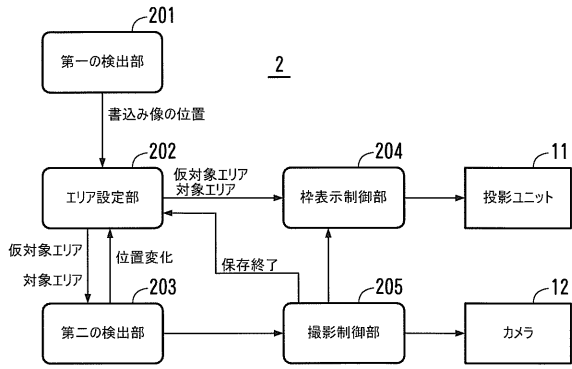 201
第一の検出部
2
書込み像の位置
202
204
11
仮対象エリア
対象エリア
エリア設定部
枠表示制御部
投影ユニット
仮対象エリア
対象エリア
位置変化
保存終了
203
205
12
第二の検出部
撮影制御部
カメラ